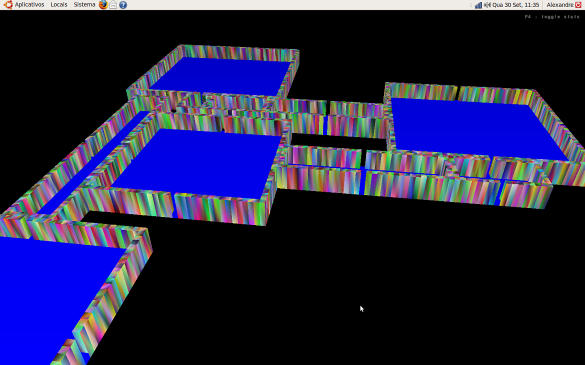 Aplicativos Locais Sistema Qua 30 Set, 11:35 Alexandre
F4 : toggle stats